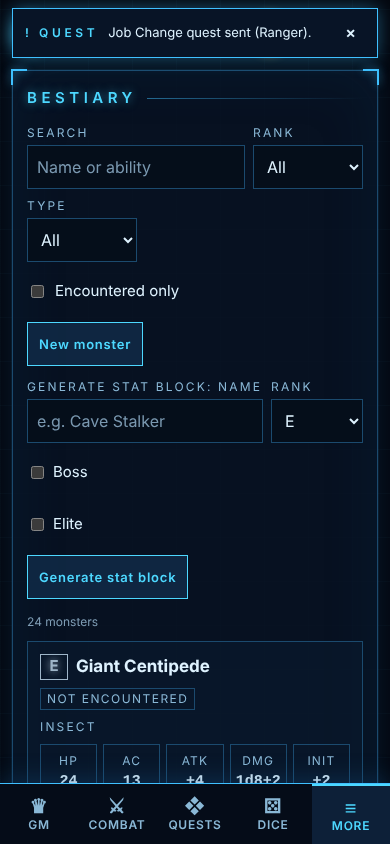 ! QUEST Job Change quest sent (Ranger). ×
BESTIARY
SEARCH RANK
Name or ability All
TYPE
All
Encountered only
New monster
GENERATE STAT BLOCK: NAME RANK
e.g. Cave Stalker E
Boss
Elite
Generate stat block
24 monsters
E Giant Centipede
NOT ENCOUNTERED
INSECT
HP AC ATK DMG INIT
24 13 +4 1d8+2 +2
GM COMBAT QUESTS DICE MORE